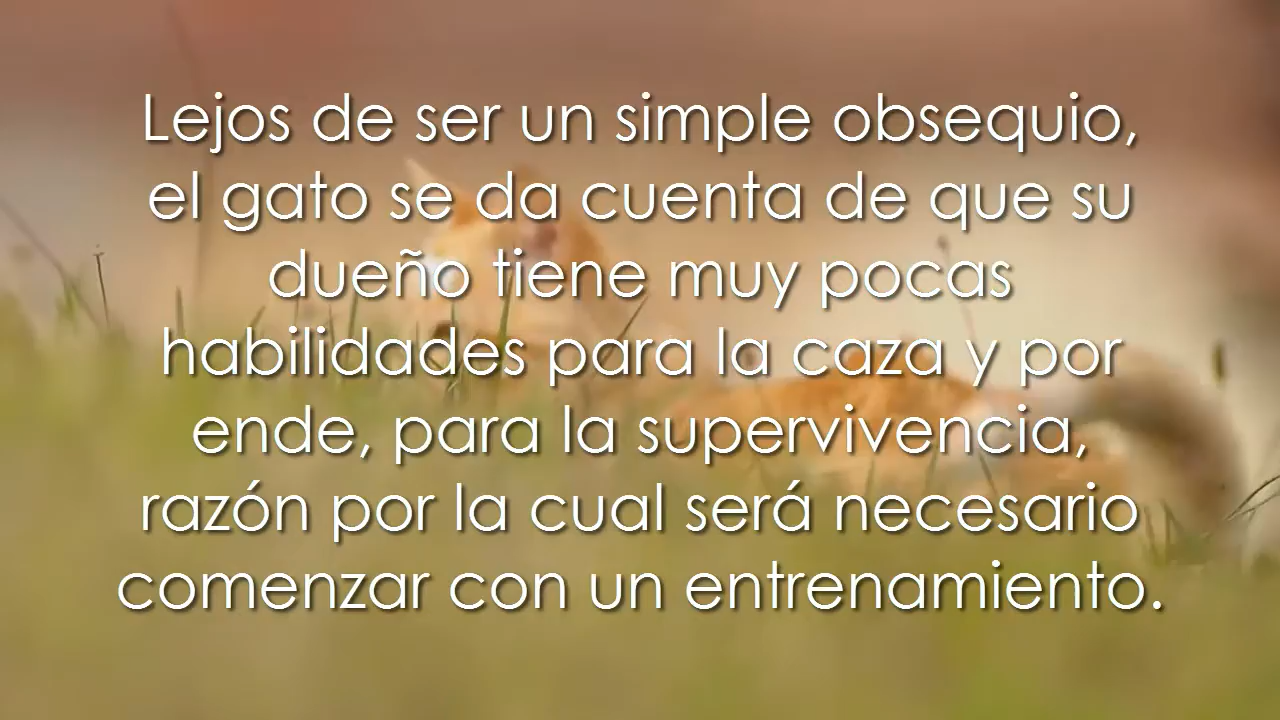 Lejos de ser un simple obsequio,
el gato se da cuenta de que su
dueño tiene muy pocas
habilidades para la caza y por
ende, para la supervivencia,
razón por la cual será necesario
comenzar con un entrenamiento.